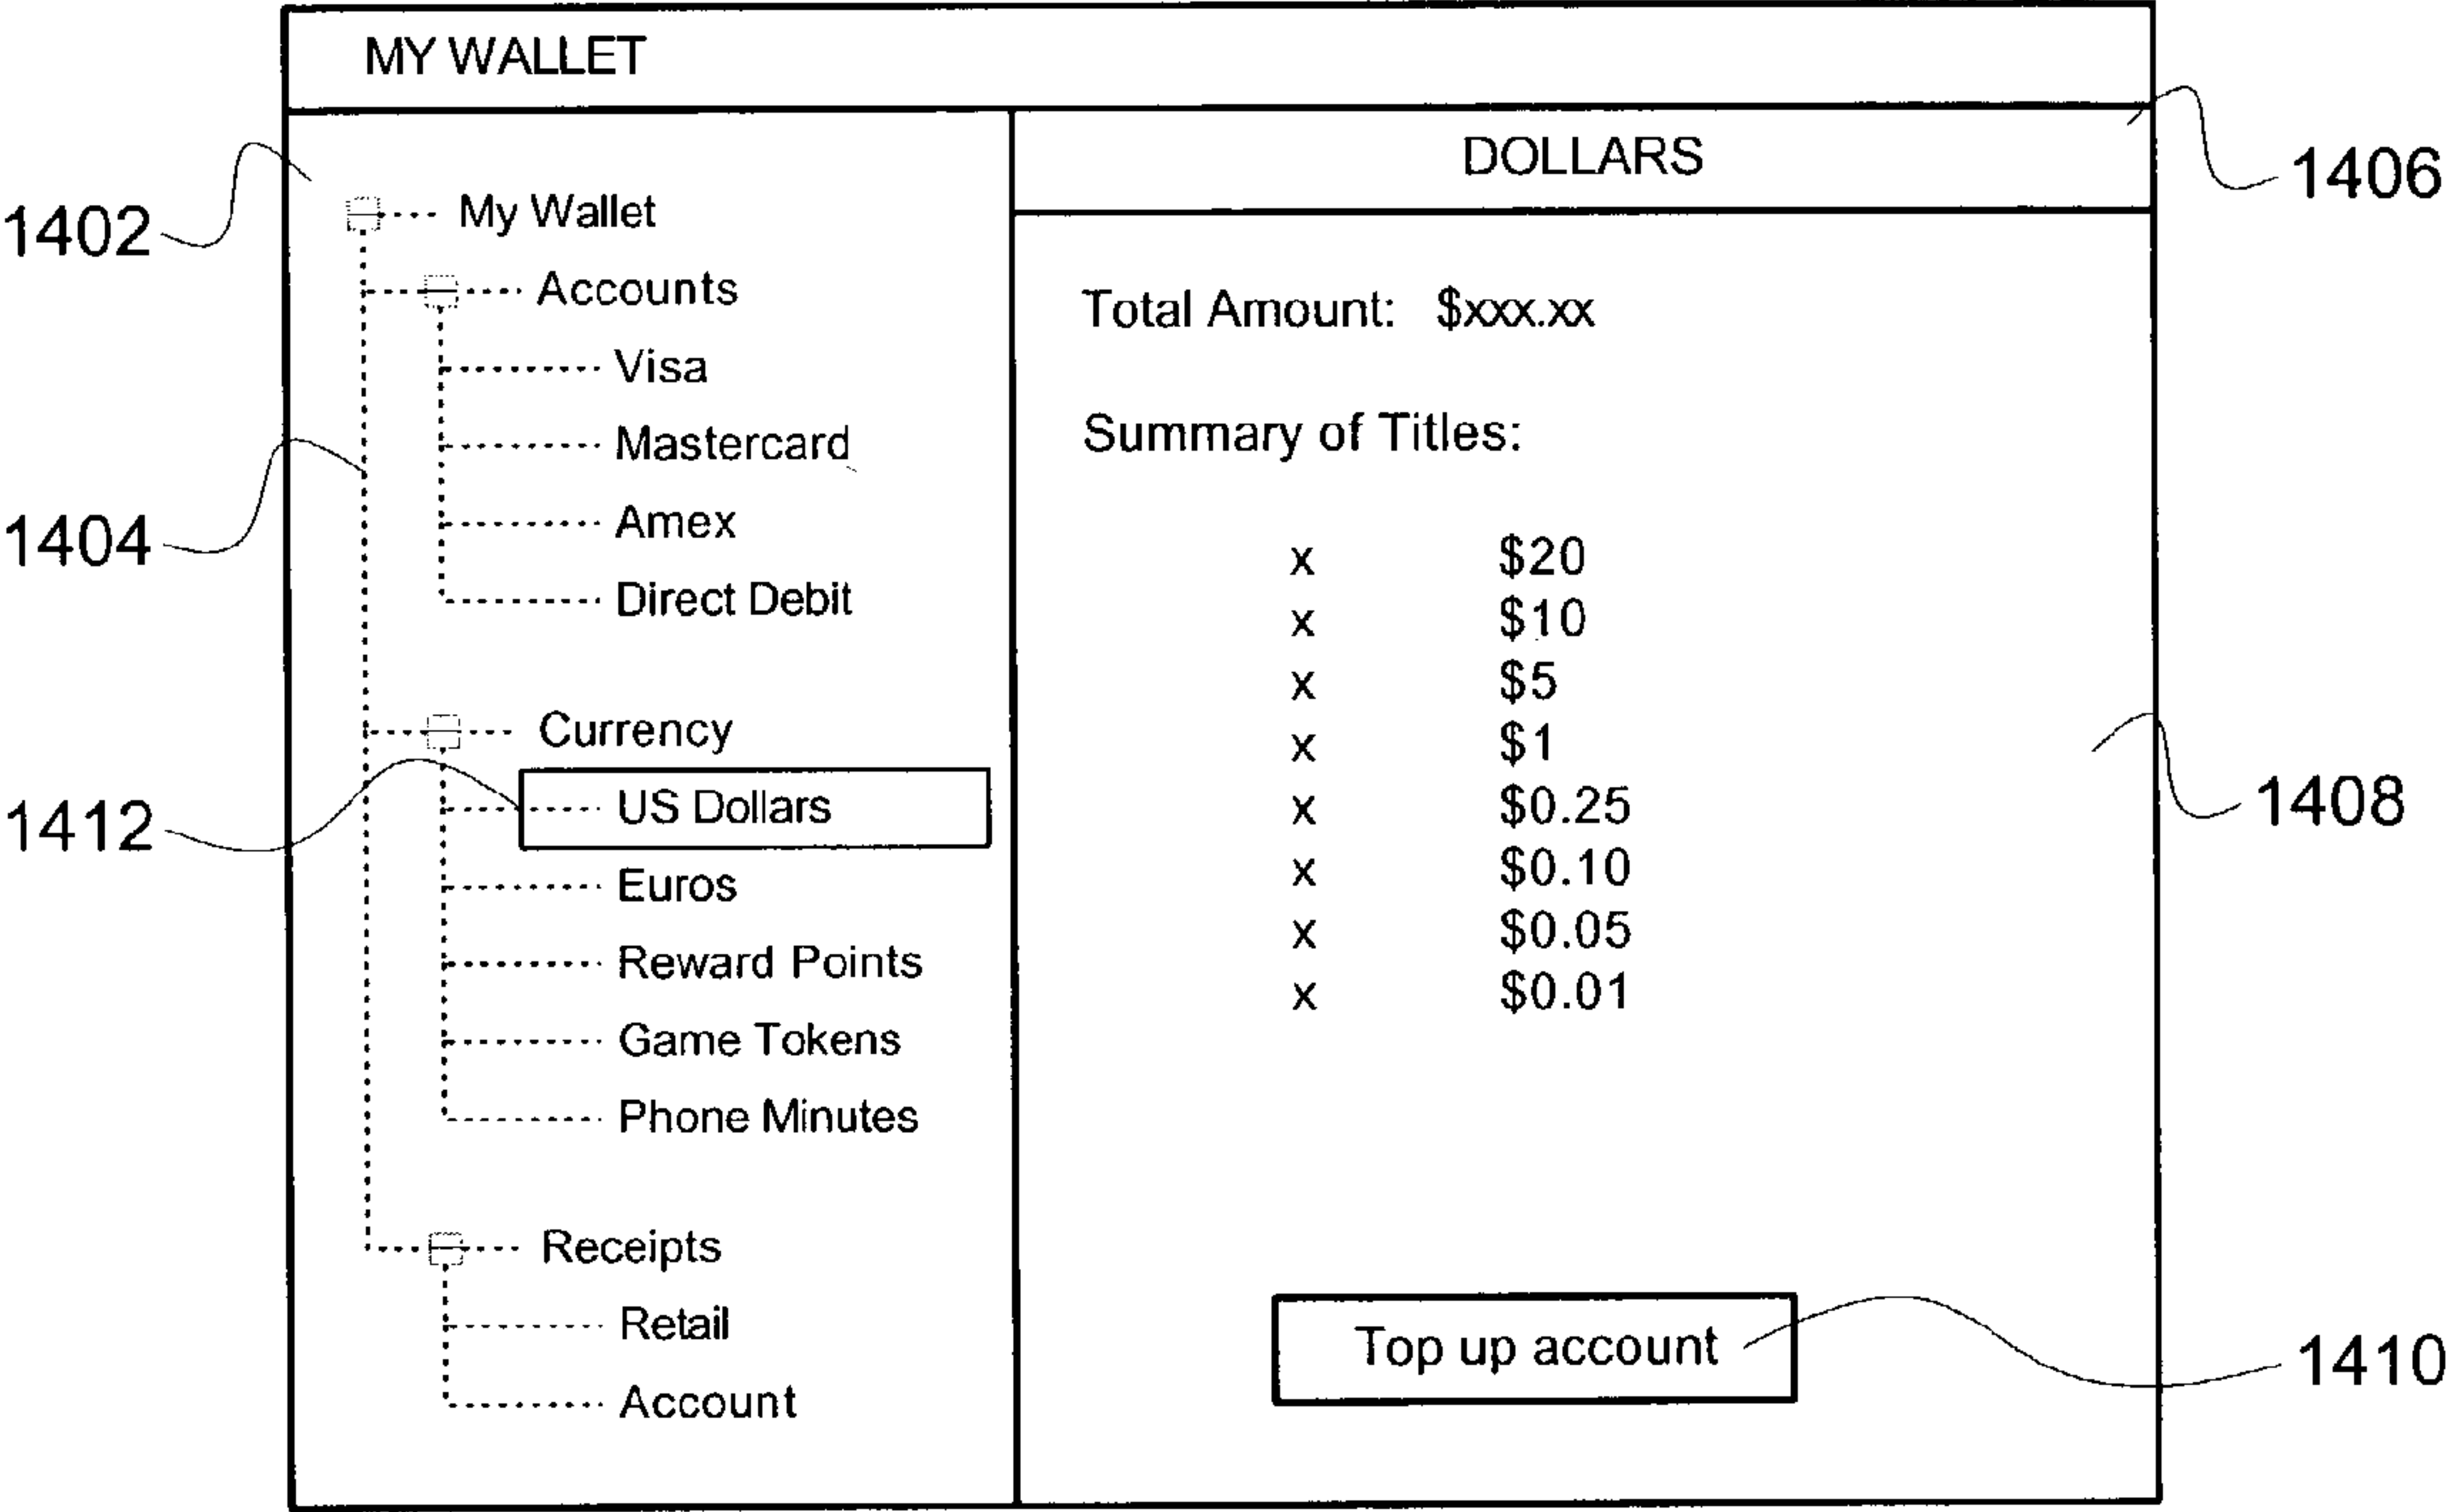 MY WALLET
DOLLARS
1406
1402
My Wallet
Accounts
Visa
Mastercard
Amex
Direct Debit
1404
Currency
US Dollars
1412
Euros
Reward Points
Game Tokens
Phone Minutes
Receipts
Retail
Account
Total Amount: $xxx.xx
Summary of Titles:
x $20
x $10
x $5
x $1
x $0.25
x $0.10
x $0.05
x $0.01
1408
Top up account
1410